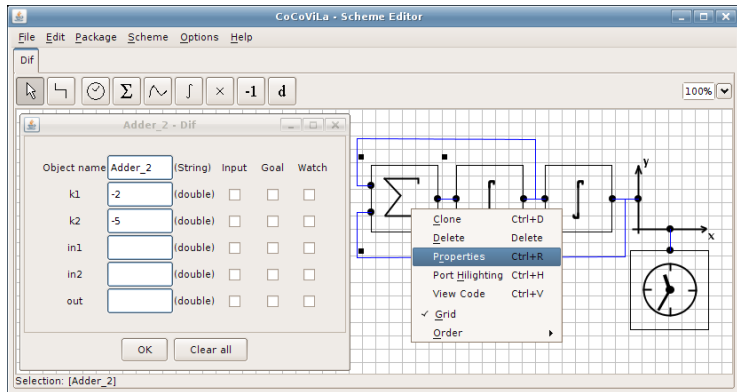 CoCoViLa - Scheme Editor
File Edit Package Scheme Options Help
Dif
Σ ∫ × -1 d 100%
Adder_2 - Dif
Object name Adder_2 (String) Input Goal Watch
k1 -2 (double)
k2 -5 (double)
in1 (double)
in2 (double)
out (double)
OK Clear all
Σ ∫ ∫ y
x
Clone Ctrl+D
Delete Delete
Properties Ctrl+R
Port Hilighting Ctrl+H
View Code Ctrl+V
✓ Grid
Order
Selection: [Adder_2]